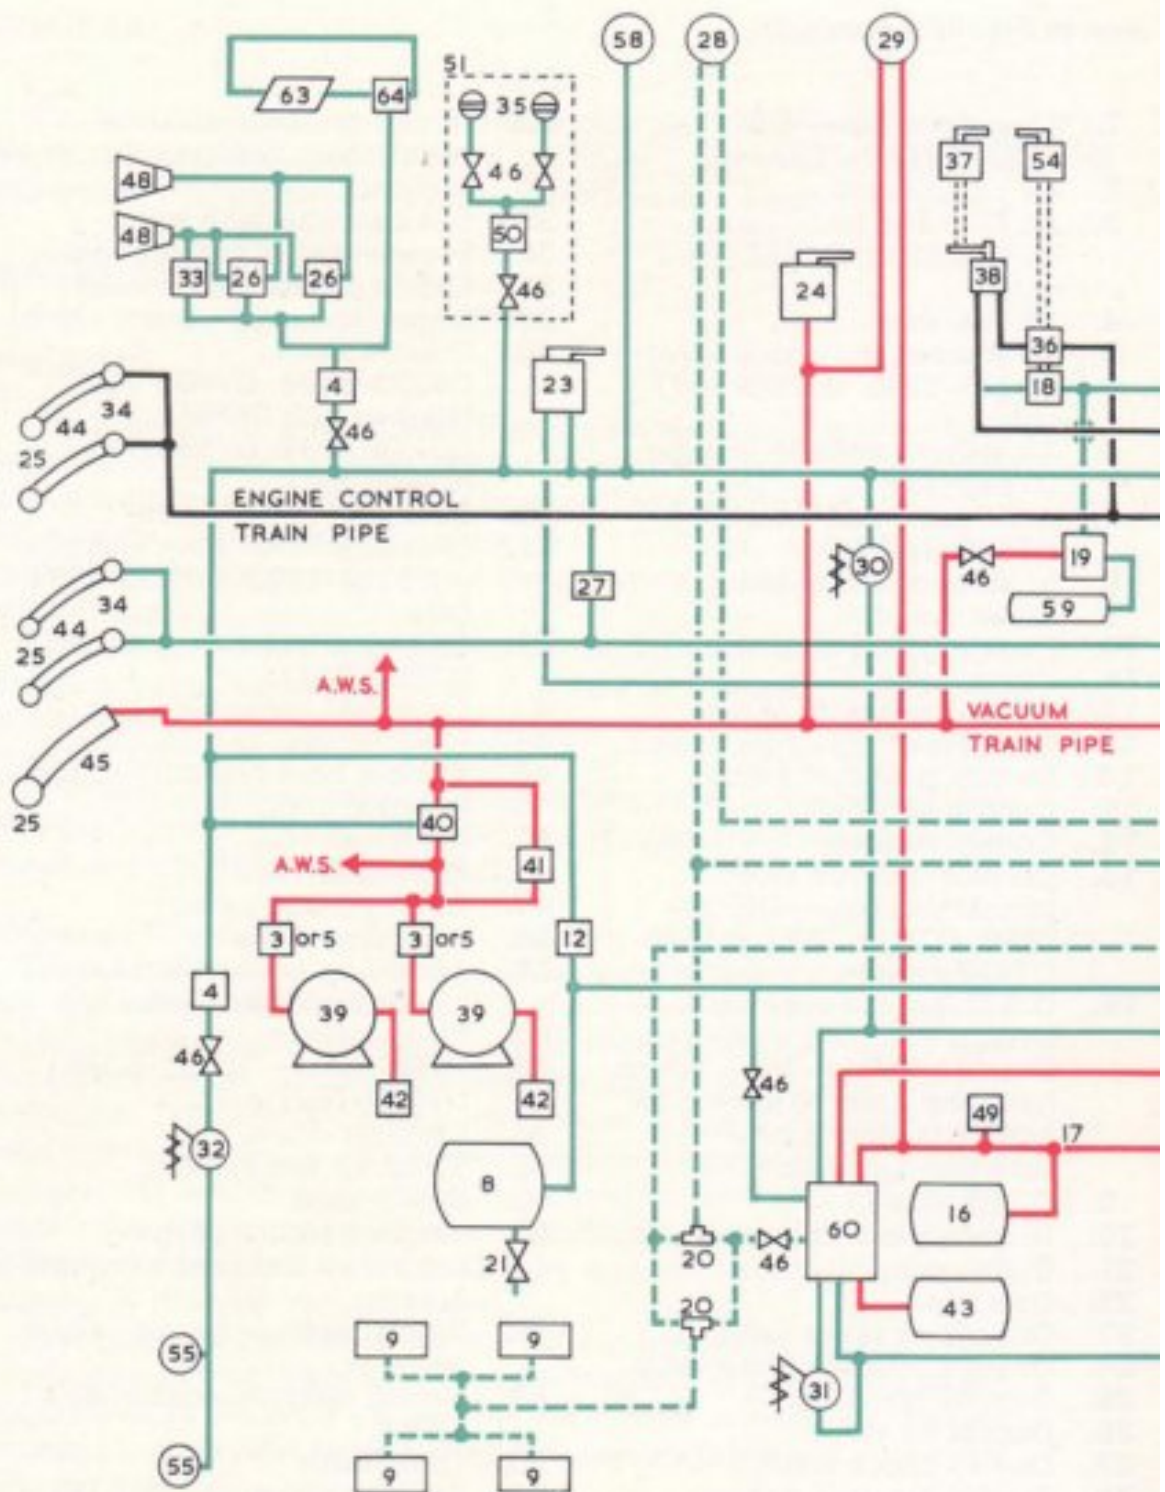 58 28 29
51
63 64 35 37 54
48 46
48 50 24 38
33 26 26 46
36
4 23 18
34
44 46
25
ENGINE CONTROL
TRAIN PIPE
30 46 19
27
34 59
44
25
A.W.S.
VACUUM
TRAIN PIPE
45
25
40
A.W.S. 41
3 or 5 3 or 5 12
4
39 39
46 46
42 42 49
17
32
8 16
60
21 20 46
20 43
9 9
55 31
55 9 9